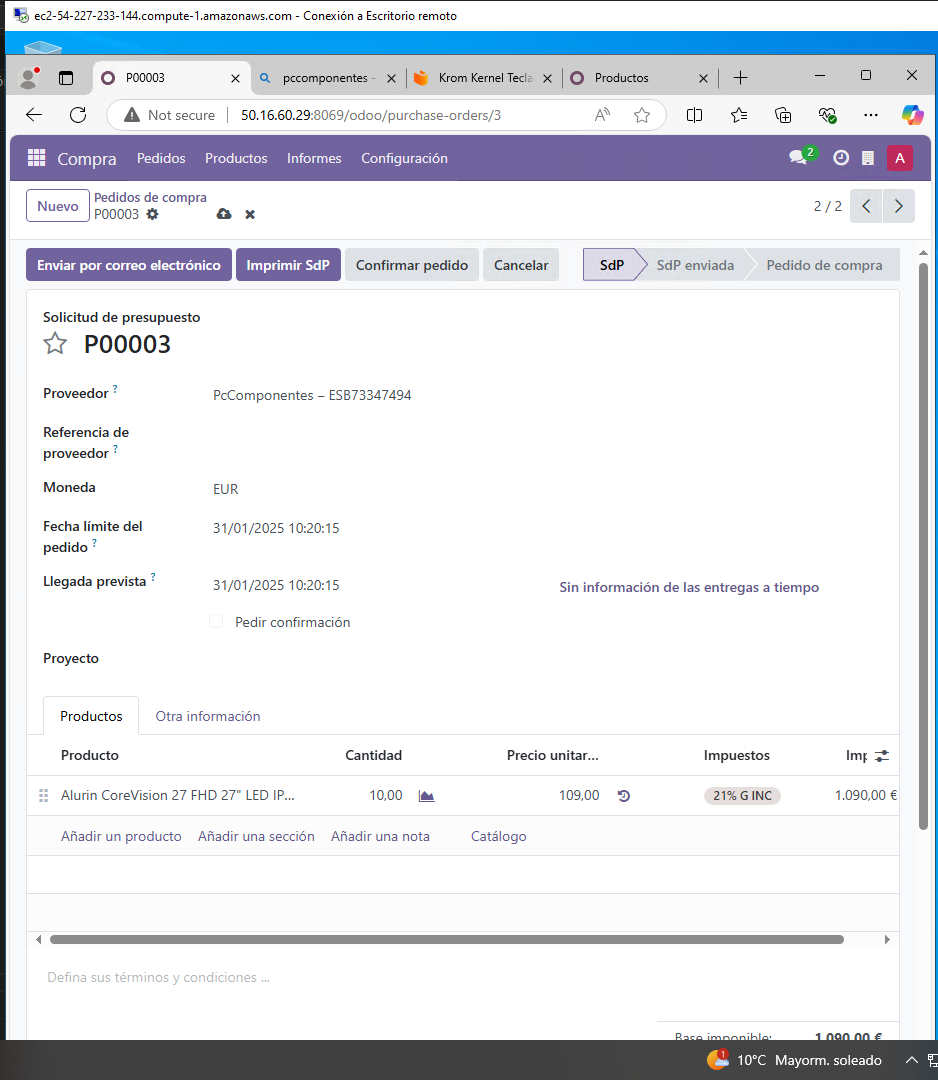 ec2-54-227-233-144.compute-1.amazonaws.com - Conexión a Escritorio remoto
P00003
pccomponentes -
Krom Kernel Tecla
Productos
Not secure
50.16.60.29:8069/odoo/purchase-orders/3
Compra Pedidos Productos Informes Configuración
2
A
Nuevo
Pedidos de compra
P00003
2 / 2
Enviar por correo electrónico Imprimir SdP Confirmar pedido Cancelar
SdP SdP enviada Pedido de compra
Solicitud de presupuesto
P00003
Proveedor ?
PcComponentes – ESB73347494
Referencia de
proveedor ?
Moneda
EUR
Fecha límite del
pedido ?
31/01/2025 10:20:15
Llegada prevista ?
31/01/2025 10:20:15
Sin información de las entregas a tiempo
Pedir confirmación
Proyecto
Productos Otra información
Producto Cantidad Precio unitar... Impuestos Imp
Alurin CoreVision 27 FHD 27" LED IP... 10,00 109,00 21% G INC 1.090,00 €
Añadir un producto Añadir una sección Añadir una nota Catálogo
Defina sus términos y condiciones ...
Base imponible: 1.090,00 €
1
10°C Mayorm. soleado